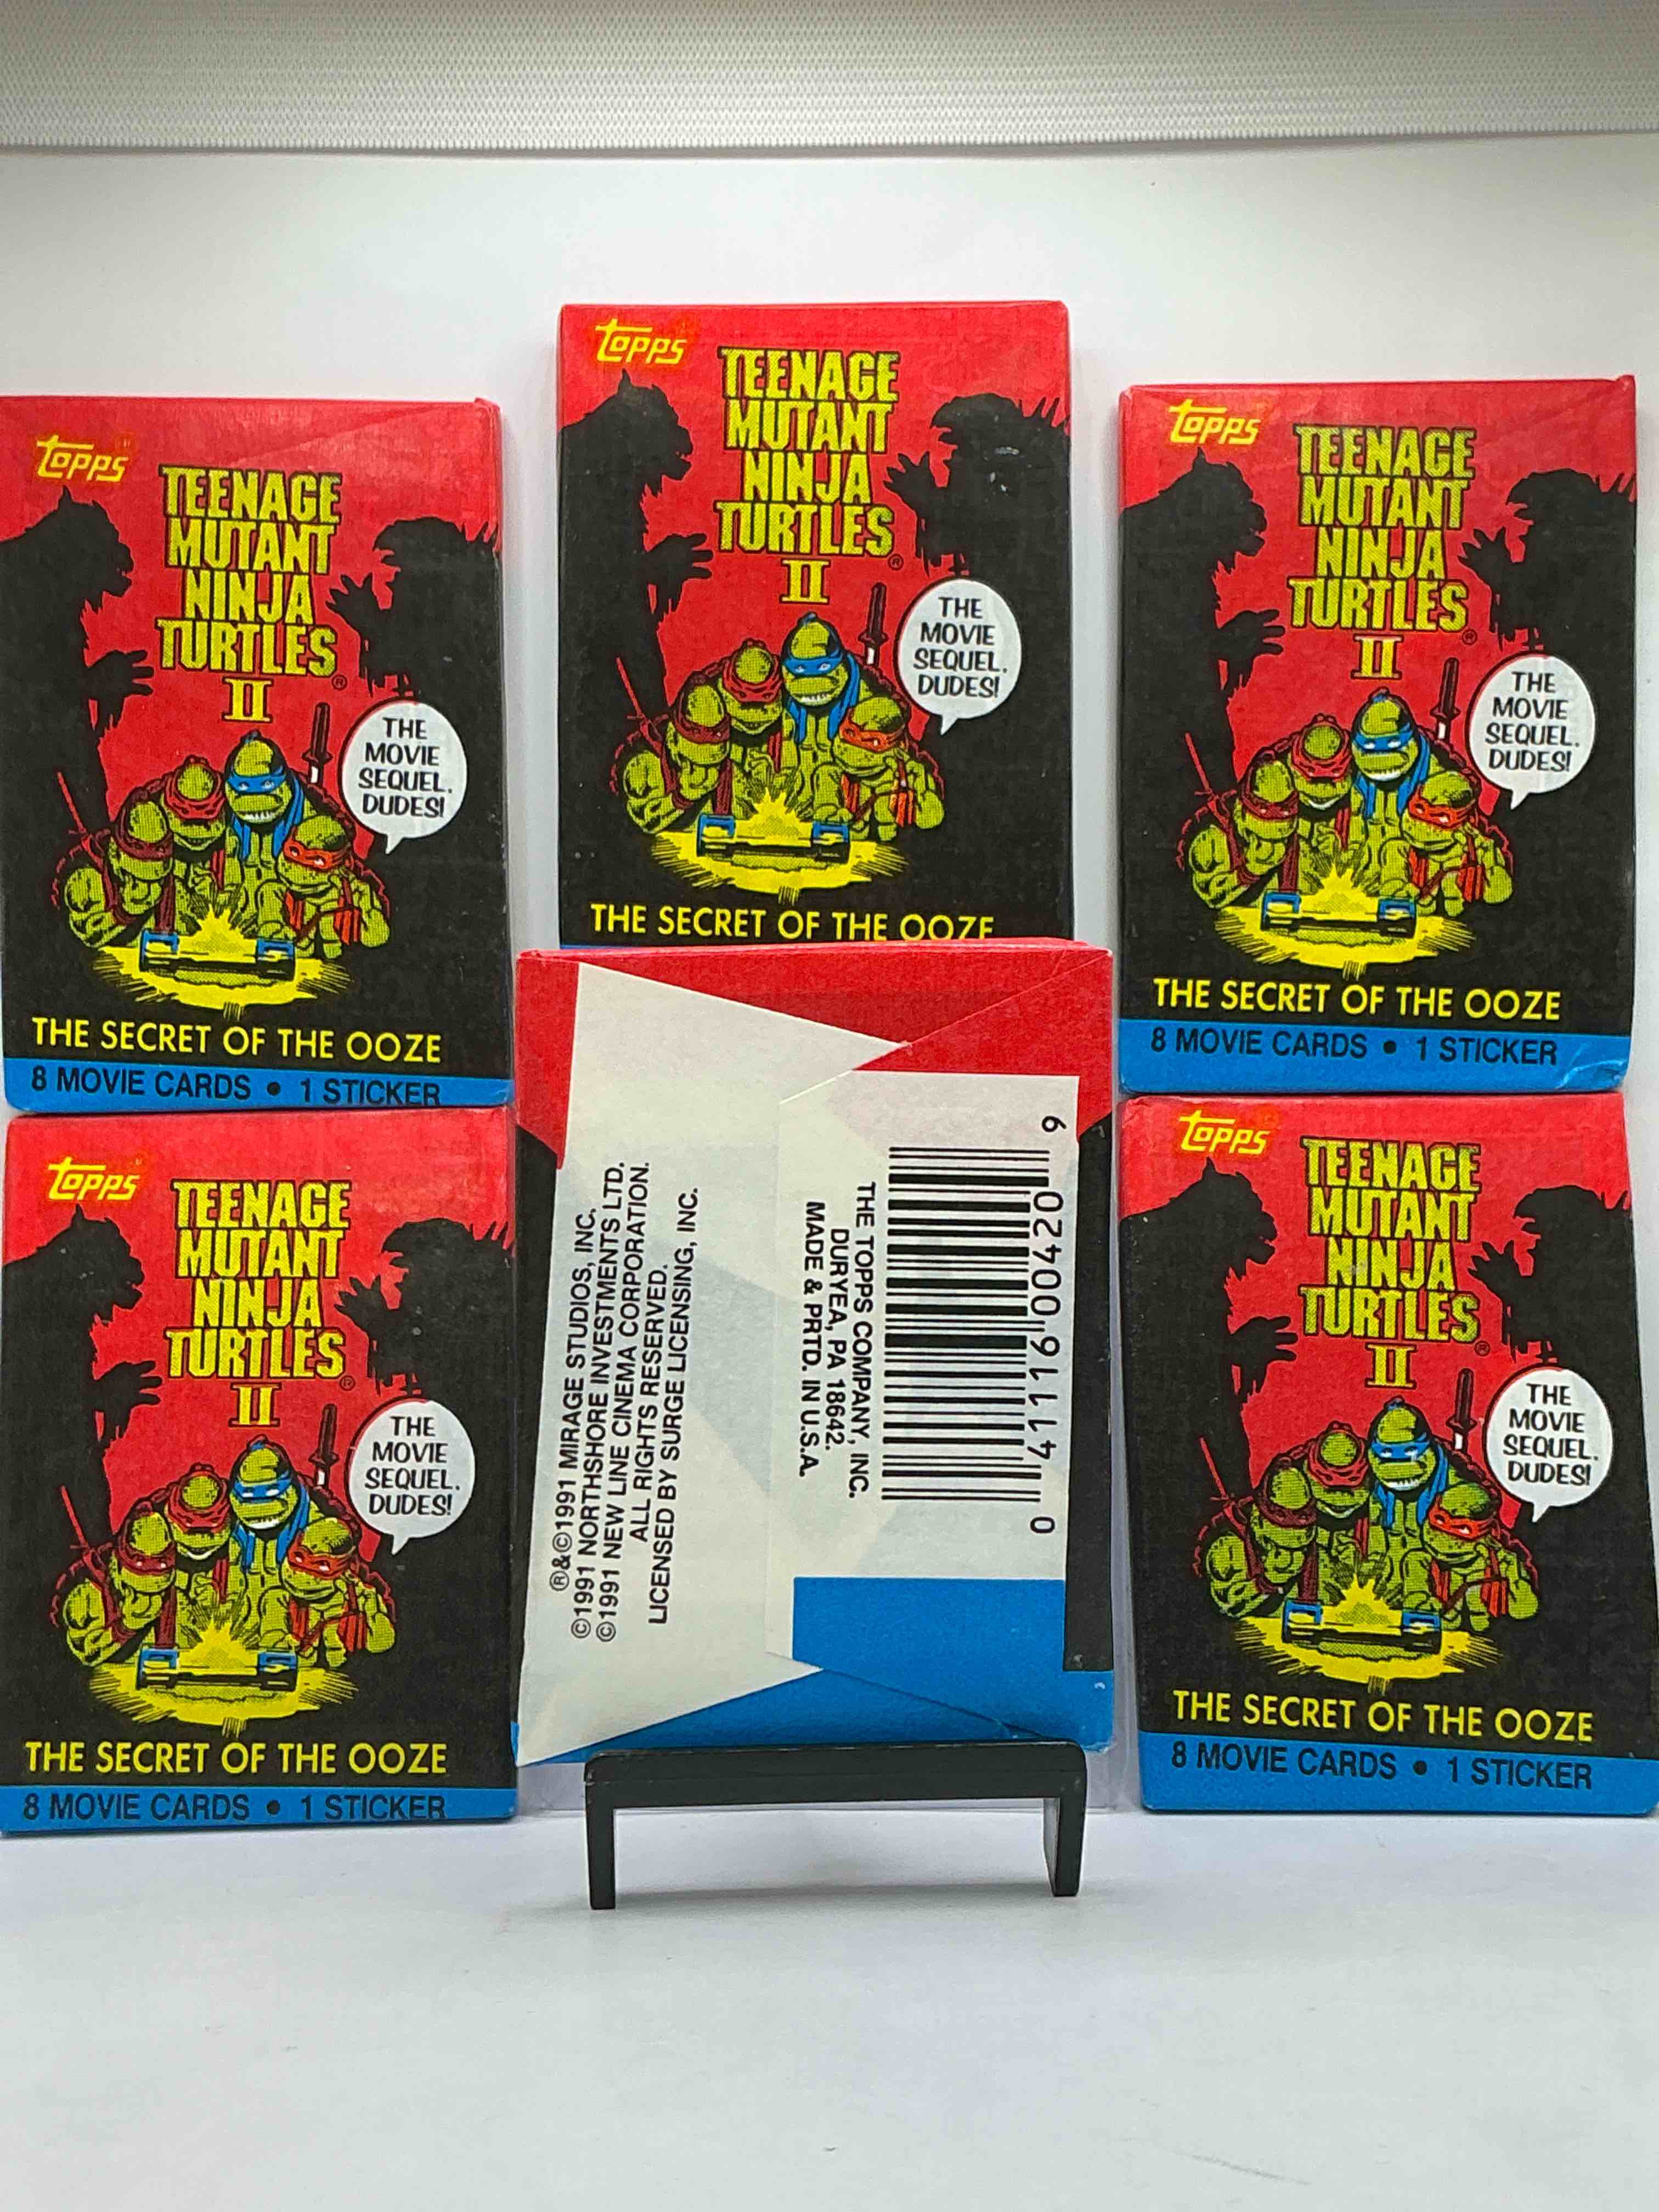 Topps
TEENAGE
MUTANT
NINJA
TURTLES®
II
THE
MOVIE
SEQUEL,
DUDES!
THE SECRET OF THE OOZE
8 MOVIE CARDS • 1 STICKER
Topps
TEENAGE
MUTANT
NINJA
TURTLES®
II
THE
MOVIE
SEQUEL,
DUDES!
THE SECRET OF THE OOZE
Topps
TEENAGE
MUTANT
NINJA
TURTLES®
II
THE
MOVIE
SEQUEL,
DUDES!
THE SECRET OF THE OOZE
8 MOVIE CARDS • 1 STICKER
Topps
TEENAGE
MUTANT
NINJA
TURTLES®
II
THE
MOVIE
SEQUEL,
DUDES!
THE SECRET OF THE OOZE
8 MOVIE CARDS • 1 STICKER
®&©1991 MIRAGE STUDIOS, INC.
©1991 NORTHSHORE INVESTMENTS LTD.
©1991 NEW LINE CINEMA CORPORATION.
ALL RIGHTS RESERVED.
LICENSED BY SURGE LICENSING, INC.
THE TOPPS COMPANY, INC.
DURYEA, PA 18642.
MADE & PRTD. IN U.S.A.
0 41116 00420 9
Topps
TEENAGE
MUTANT
NINJA
TURTLES®
II
THE
MOVIE
SEQUEL,
DUDES!
THE SECRET OF THE OOZE
8 MOVIE CARDS • 1 STICKER